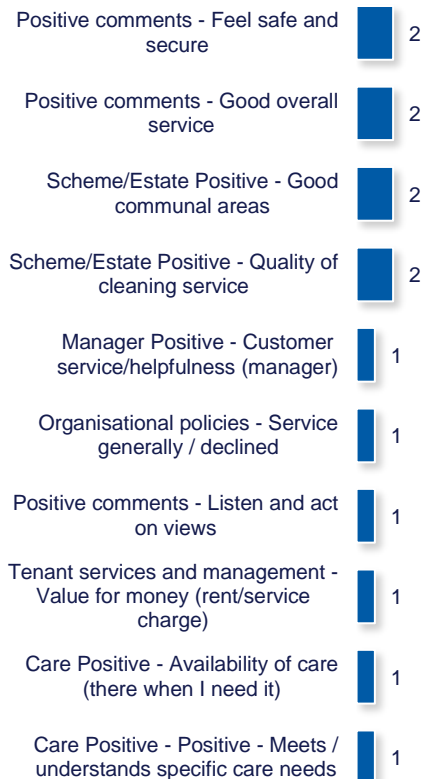 Positive comments - Feel safe and
secure
2
Positive comments - Good overall
service
2
Scheme/Estate Positive - Good
communal areas
2
Scheme/Estate Positive - Quality of
cleaning service
2
Manager Positive - Customer
service/helpfulness (manager)
1
Organisational policies - Service
generally / declined
1
Positive comments - Listen and act
on views
1
Tenant services and management -
Value for money (rent/service
charge)
1
Care Positive - Availability of care
(there when I need it)
1
Care Positive - Positive - Meets /
understands specific care needs
1